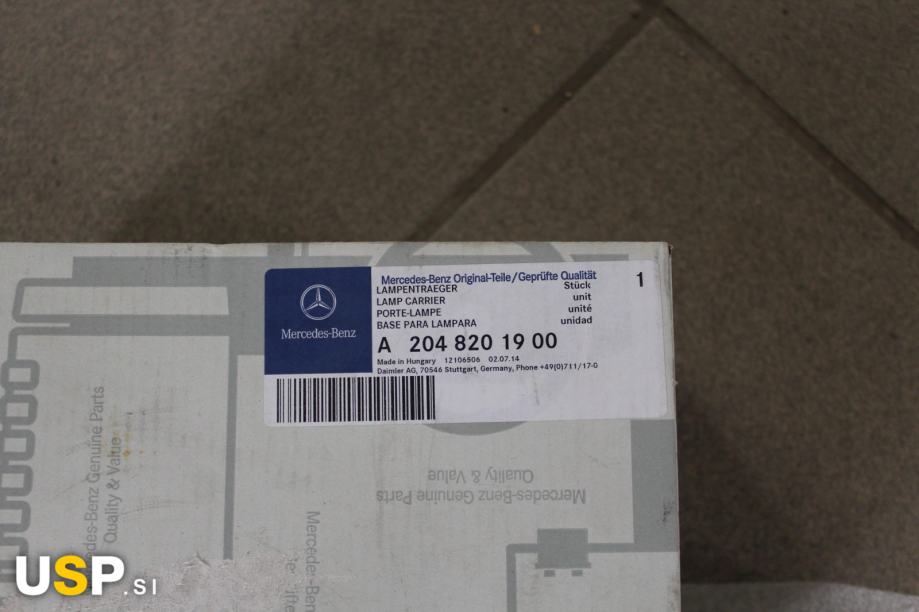 Mercedes-Benz
Mercedes-Benz Original-Teile/Geprüfte Qualität
LAMPENTRAEGER Stück 1
LAMP CARRIER unit
PORTE-LAMPE unité
BASE PARA LAMPARA unidad
A 204 820 19 00
Made in Hungary 12106506 02.07.14
Daimler AG, 70546 Stuttgart, Germany, Phone +49(0)711/17-0
Mercedes-Benz Genuine Parts
Quality & Value
des-Benz Genuine Parts
Quality & Value
Mercedes-Benz
USP.SI